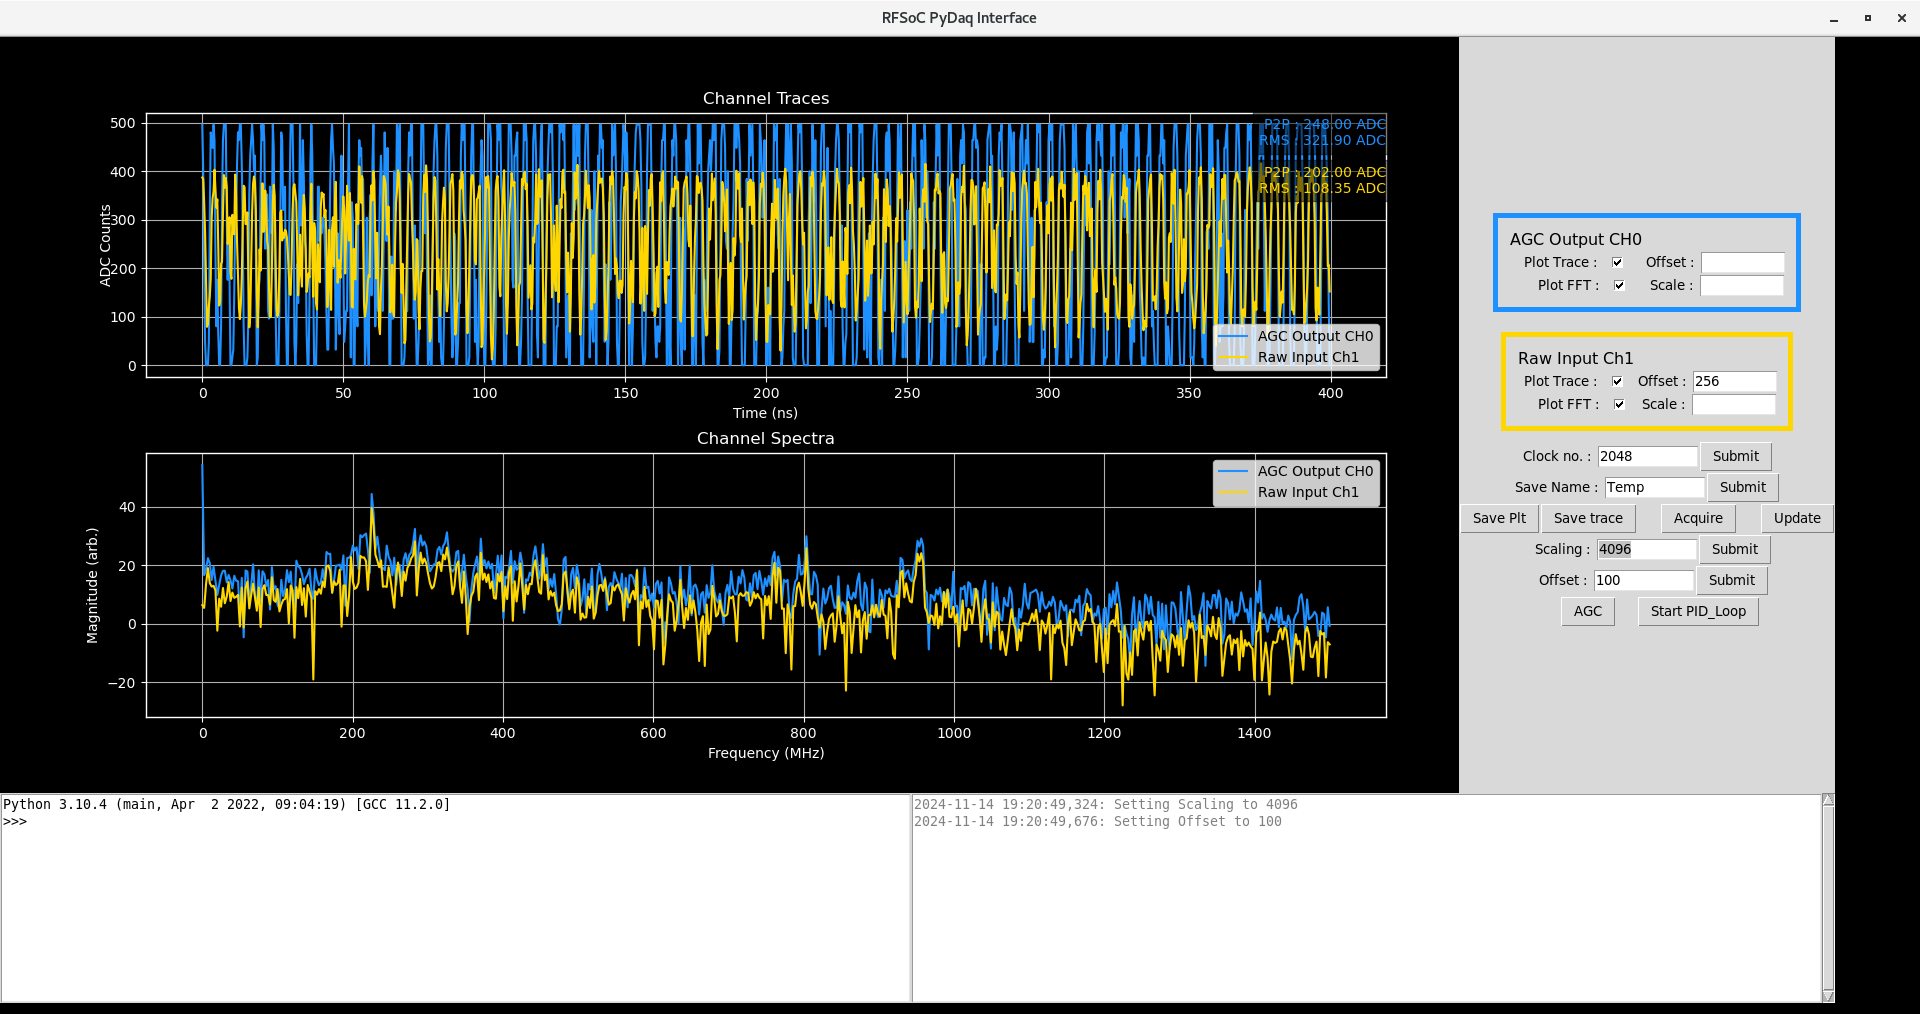 RFSoC PyDaq Interface
Channel Traces
ADC Counts
500
400
300
200
100
0
P2P : 248.00 ADC
RMS : 321.90 ADC
P2P : 202.00 ADC
RMS : 108.35 ADC
AGC Output CH0
Raw Input Ch1
0 50 100 150 200 250 300 350 400
Time (ns)
Channel Spectra
Magnitude (arb.)
40
20
0
−20
AGC Output CH0
Raw Input Ch1
0 200 400 600 800 1000 1200 1400
Frequency (MHz)
AGC Output CH0
Plot Trace : Offset :
Plot FFT : Scale :
Raw Input Ch1
Plot Trace : Offset : 256
Plot FFT : Scale :
Clock no. : 2048 Submit
Save Name : Temp Submit
Save Plt Save trace Acquire Update
Scaling : 4096 Submit
Offset : 100 Submit
AGC Start PID_Loop
Python 3.10.4 (main, Apr  2 2022, 09:04:19) [GCC 11.2.0]
>>>
2024-11-14 19:20:49,324: Setting Scaling to 4096
2024-11-14 19:20:49,676: Setting Offset to 100